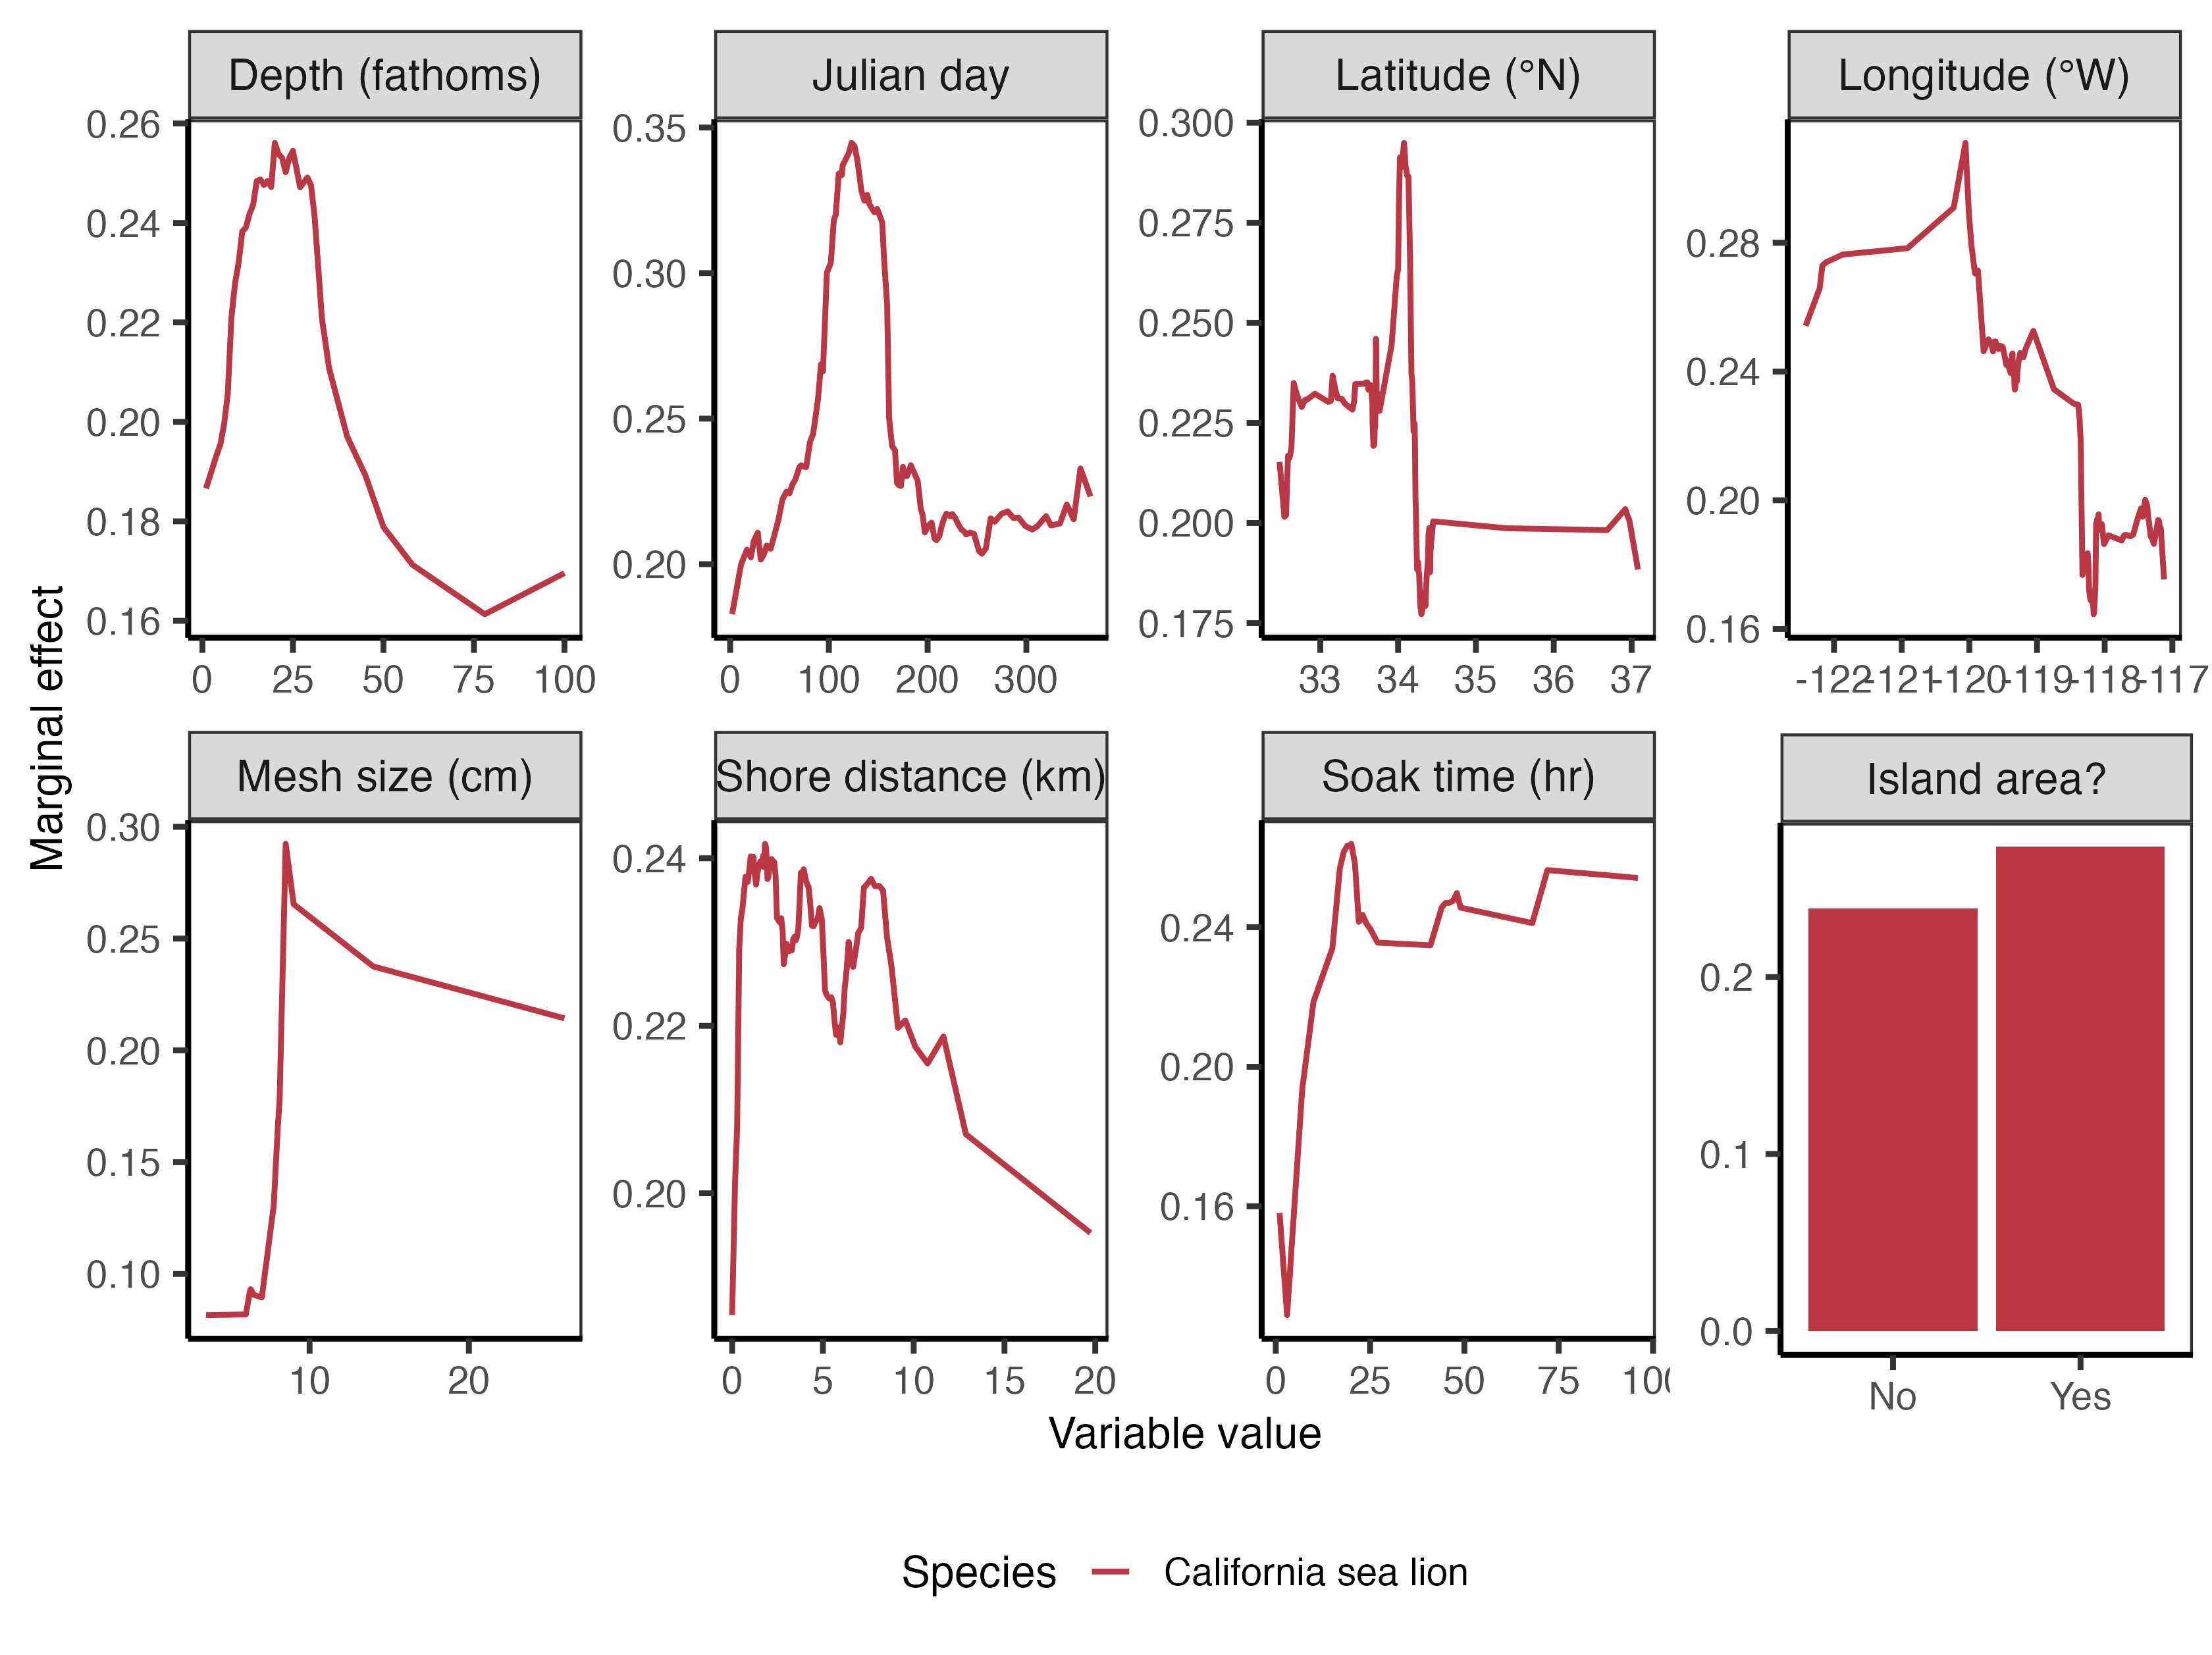 Depth (fathoms)
Julian day
Latitude (°N)
Longitude (°W)
0.26
0.24
0.22
0.20
0.18
0.16
0 25 50 75 100
0.35
0.30
0.25
0.20
0 100 200 300
0.300
0.275
0.250
0.225
0.200
0.175
33 34 35 36 37
0.28
0.24
0.20
0.16
-122 -121 -120 -119 -118 -117
Marginal effect
Mesh size (cm)
Shore distance (km)
Soak time (hr)
Island area?
0.30
0.25
0.20
0.15
0.10
10 20
0.24
0.22
0.20
0 5 10 15 20
0.24
0.20
0.16
0 25 50 75 100
0.2
0.1
0.0
No Yes
Variable value
Species California sea lion